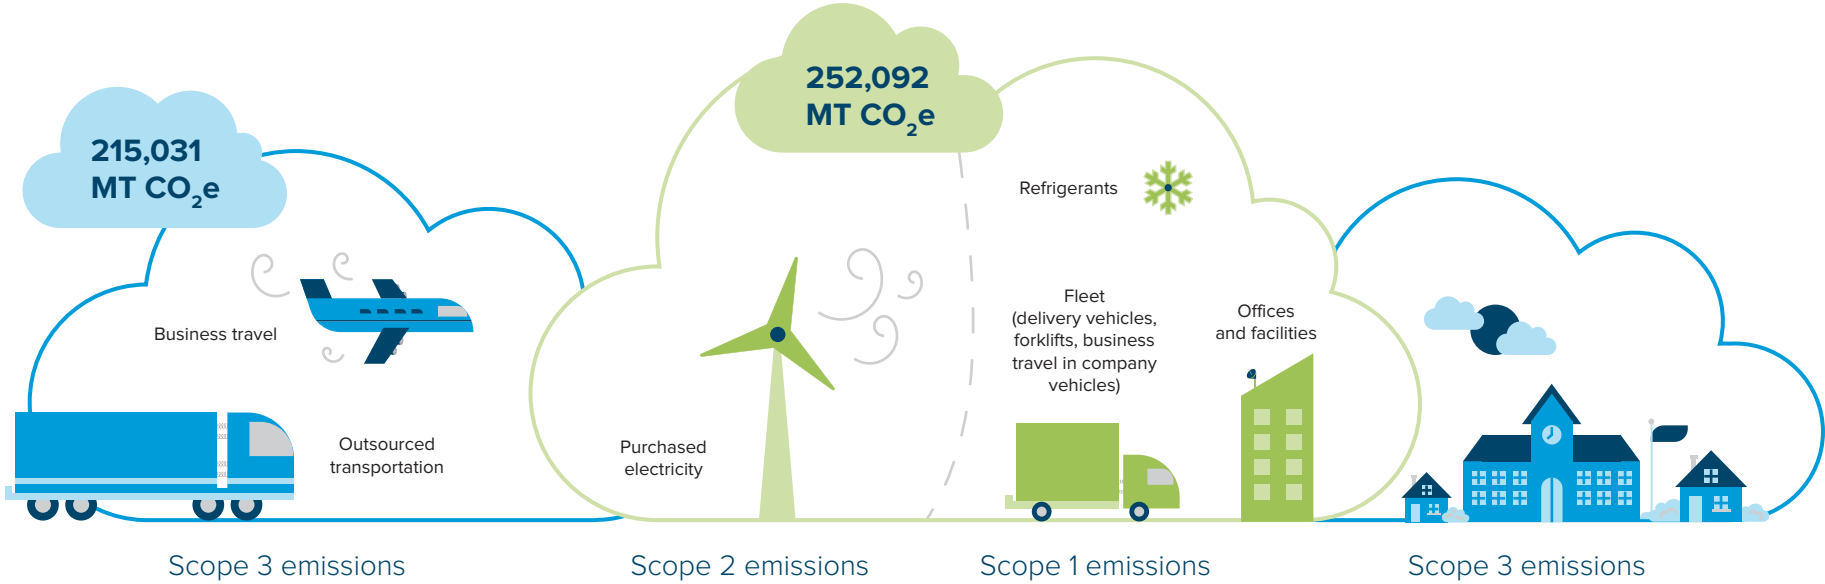 215,031
MT CO₂e
Business travel
Outsourced
transportation
Scope 3 emissions
252,092
MT CO₂e
Purchased
electricity
Scope 2 emissions
Refrigerants
Fleet
(delivery vehicles,
forklifts, business
travel in company
vehicles)
Offices
and facilities
Scope 1 emissions
Scope 3 emissions